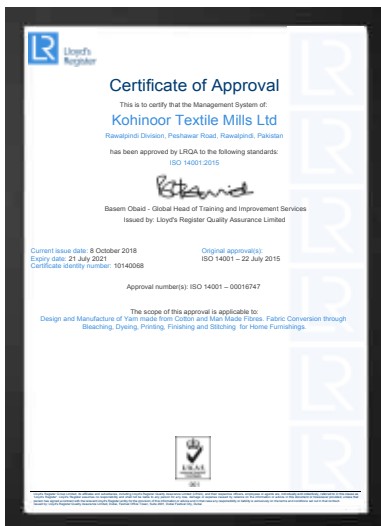 LR
Lloyd's
Register
Certificate of Approval
This is to certify that the Management System of:
Kohinoor Textile Mills Ltd
Rawalpindi Division, Peshawar Road, Rawalpindi, Pakistan
has been approved by LRQA to the following standards:
ISO 14001:2015
Basem Obaid - Global Head of Training and Improvement Services
Issued by: Lloyd's Register Quality Assurance Limited
Current issue date: 8 October 2018
Expiry date: 21 July 2021
Certificate identity number: 10140068
Original approval(s):
ISO 14001 – 22 July 2015
Approval number(s): ISO 14001 – 00016747
The scope of this approval is applicable to:
Design and Manufacture of Yarn made from Cotton and Man Made Fibres. Fabric Conversion through
Bleaching, Dyeing, Printing, Finishing and Stitching for Home Furnishings.
UKAS
001